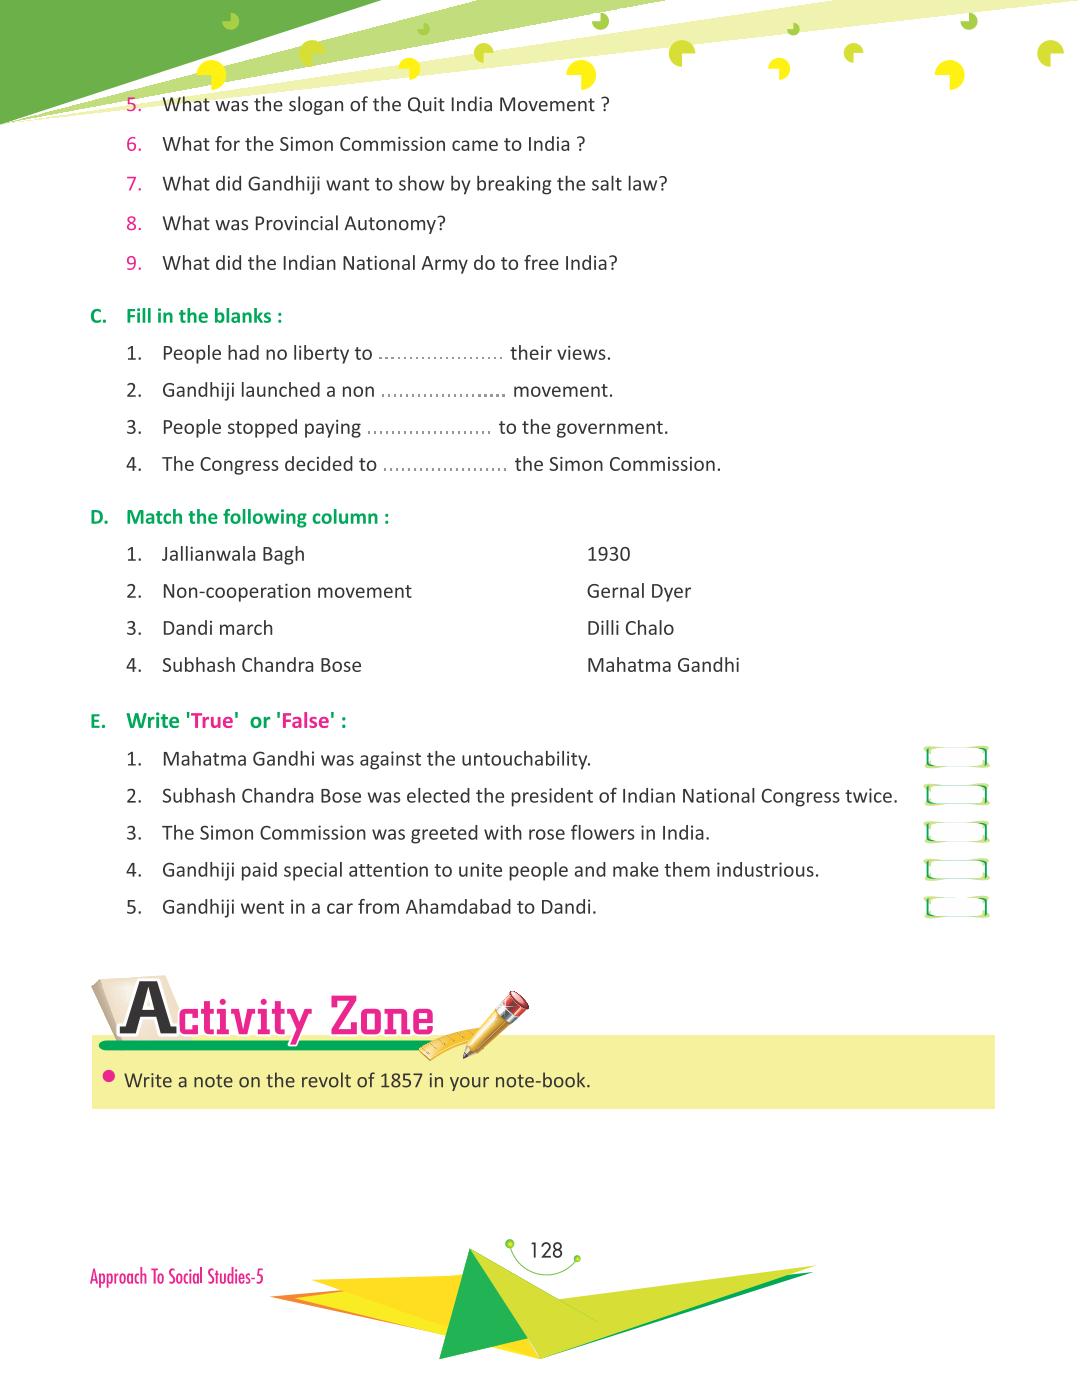 5. What was the slogan of the Quit India Movement ?
6. What for the Simon Commission came to India ?
7. What did Gandhiji want to show by breaking the salt law?
8. What was Provincial Autonomy?
9. What did the Indian National Army do to free India?
C. Fill in the blanks :
1. People had no liberty to ..................... their views.
2. Gandhiji launched a non ..................... movement.
3. People stopped paying ..................... to the government.
4. The Congress decided to ..................... the Simon Commission.
D. Match the following column :
1. Jallianwala Bagh 1930
2. Non-cooperation movement Gernal Dyer
3. Dandi march Dilli Chalo
4. Subhash Chandra Bose Mahatma Gandhi
E. Write 'True' or 'False' :
1. Mahatma Gandhi was against the untouchability.
2. Subhash Chandra Bose was elected the president of Indian National Congress twice.
3. The Simon Commission was greeted with rose flowers in India.
4. Gandhiji paid special attention to unite people and make them industrious.
5. Gandhiji went in a car from Ahamdabad to Dandi.
Activity Zone
• Write a note on the revolt of 1857 in your note-book.
128
Approach To Social Studies-5